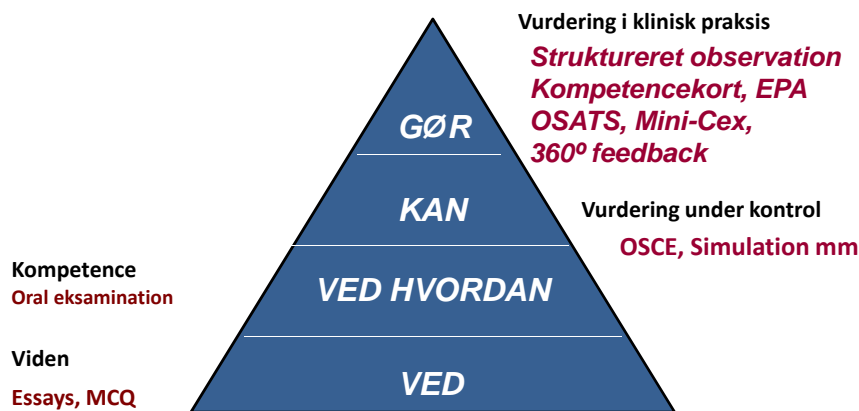 Vurdering i klinisk praksis
Struktureret observation
Kompetencekort, EPA
OSATS, Mini-Cex,
360º feedback
GØR
KAN
Vurdering under kontrol
OSCE, Simulation mm
Kompetence
Oral eksamination
VED HVORDAN
Viden
Essays, MCQ
VED